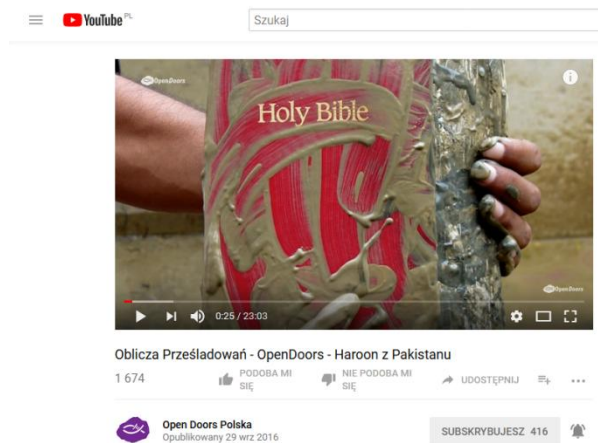 YouTube PL
Szukaj
OpenDoors
Holy Bible
OpenDoors
0:25 / 23:03
Oblicza Prześladowań - OpenDoors - Haroon z Pakistanu
1 674
PODOBA MI
SIĘ
NIE PODOBA MI
SIĘ
UDOSTĘPNIJ
Open Doors Polska
Opublikowany 29 wrz 2016
SUBSKRYBUJESZ 416